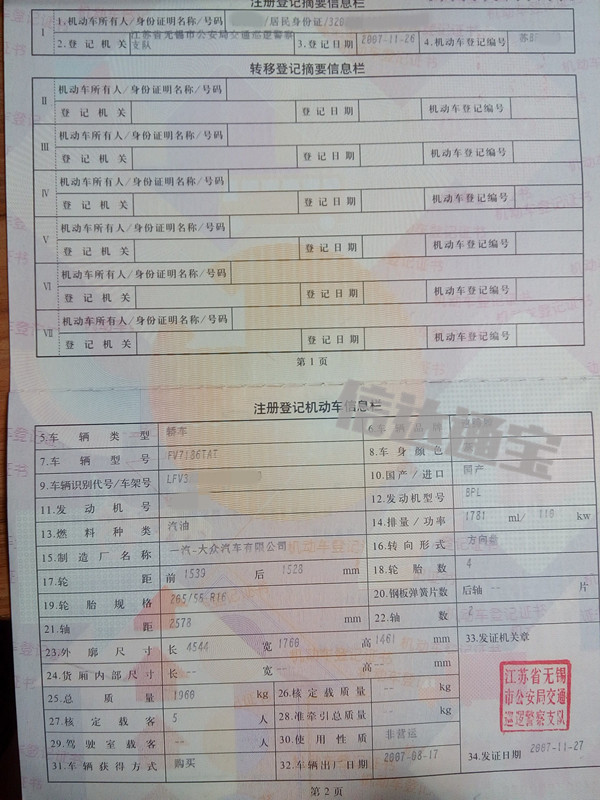 注册登记摘要信息栏
I 1.机动车所有人/身份证明名称/号码 /居民身份证/320
2.登记机关 江苏省无锡市公安局交通巡逻警察支队 3.登记日期 2007-11-26 4.机动车登记编号
转移登记摘要信息栏
II 机动车所有人/身份证明名称/号码
登记机关 登记日期 机动车登记编号
III 机动车所有人/身份证明名称/号码
登记机关 登记日期 机动车登记编号
IV 机动车所有人/身份证明名称/号码
登记机关 登记日期 机动车登记编号
V 机动车所有人/身份证明名称/号码
登记机关 登记日期 机动车登记编号
VI 机动车所有人/身份证明名称/号码
登记机关 登记日期 机动车登记编号
VII 机动车所有人/身份证明名称/号码
登记机关 登记日期 机动车登记编号
第1页
注册登记机动车信息栏
信达通宝
5.车辆类型 轿车 6.车辆品牌
7.车辆型号 FV7186TAT 8.车身颜色
9.车辆识别代号/车架号 LFV3 10.国产/进口 国产
11.发动机号 12.发动机型号 BPL
13.燃料种类 汽油 14.排量/功率 1781 ml/ 110 kw
15.制造厂名称 一汽-大众汽车有限公司 16.转向形式 方向盘
17.轮距 前 1539 后 1528 mm 18.轮胎数 4
19.轮胎规格 205/55 R16 20.钢板弹簧片数 后轴 -- 片
21.轴距 2578 mm 22.轴数 2
23.外廓尺寸 长 4544 宽 1760 高 1461 mm 33.发证机关章
24.货厢内部尺寸 长 -- 宽 -- 高 -- mm
25.总质量 1960 kg 26.核定载质量 -- kg
27.核定载客 5 人 28.准牵引总质量 -- kg
29.驾驶室载客 -- 人 30.使用性质 非营运
31.车辆获得方式 购买 32.车辆出厂日期 2007-08-17 34.发证日期 2007-11-27
江苏省无锡
市公安局交通
巡逻警察支队
第2页